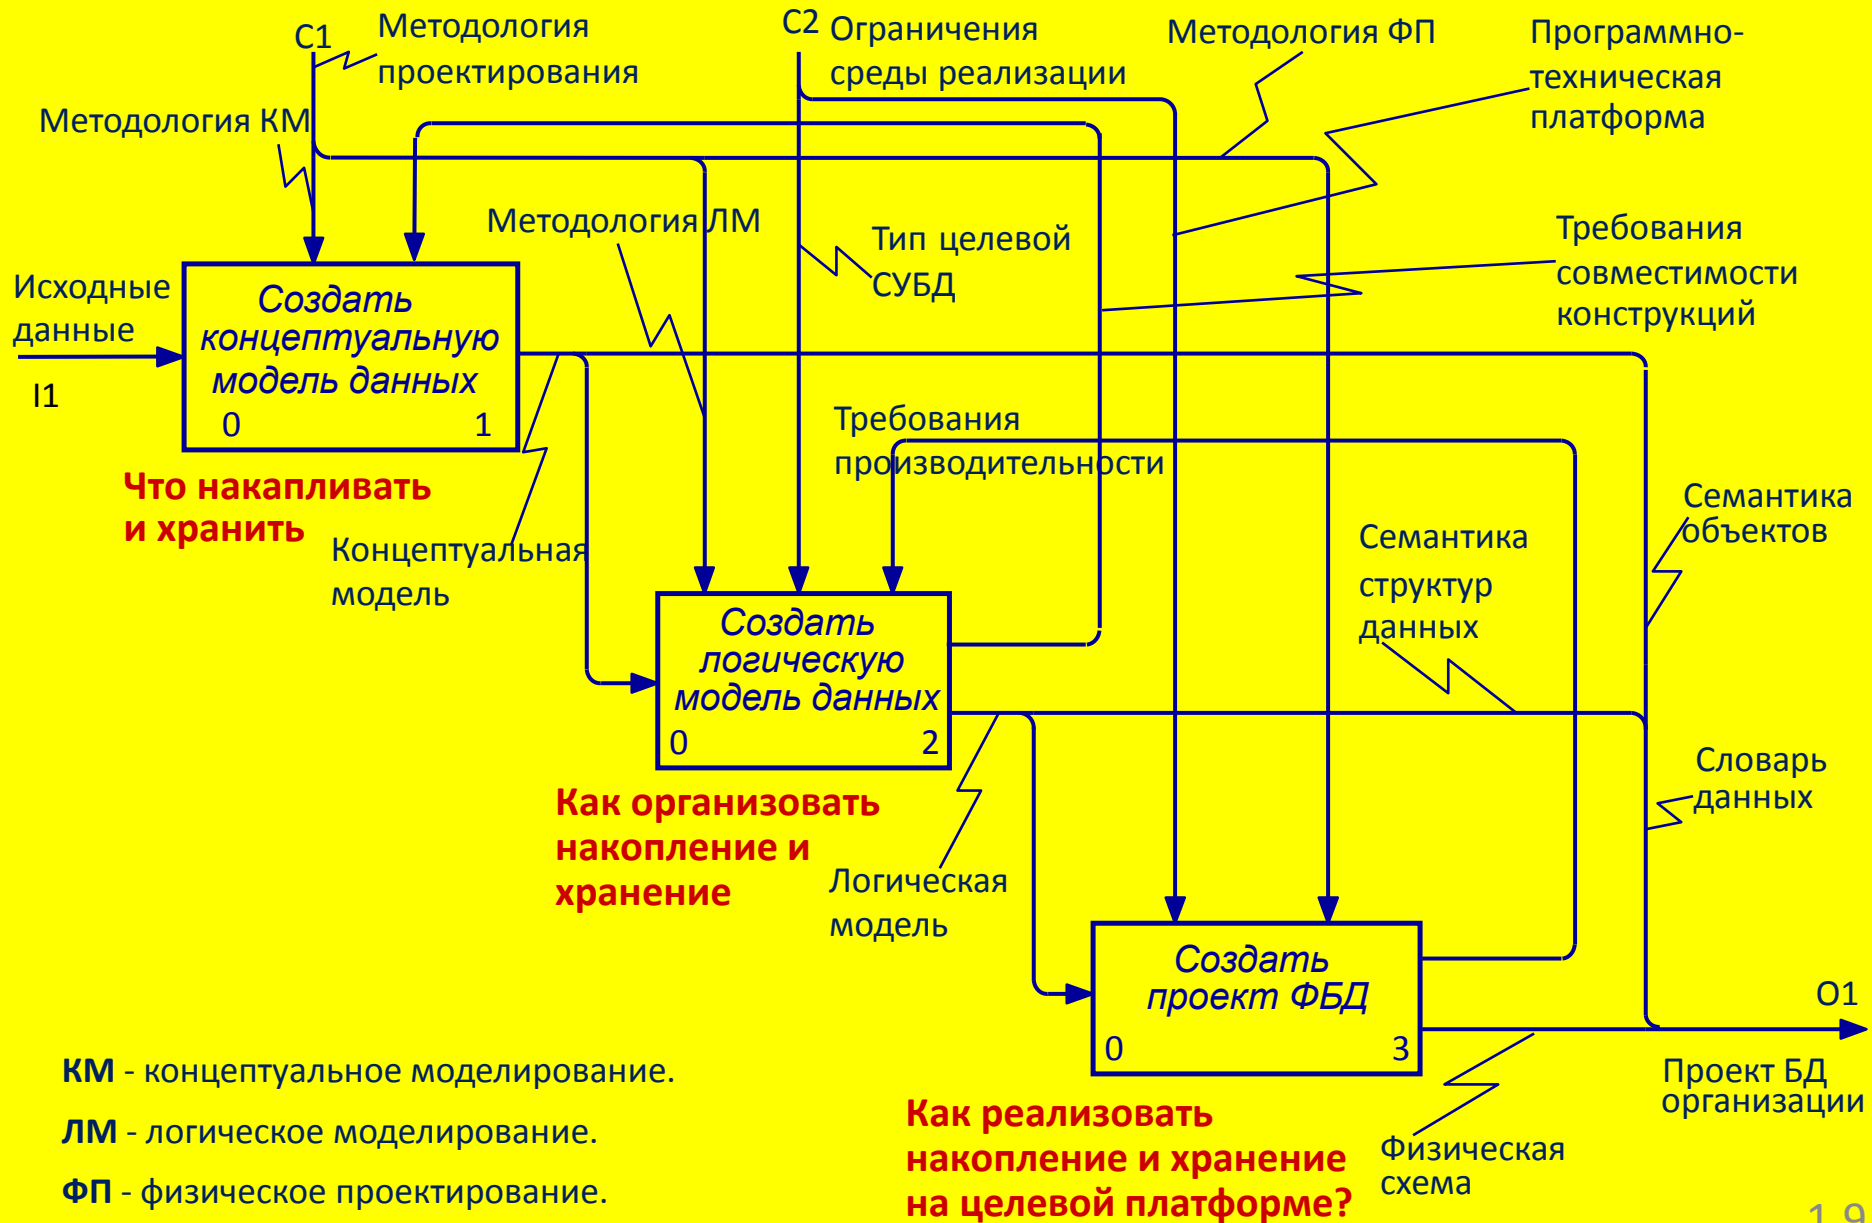 C1
Методология
проектирования
C2
Ограничения
среды реализации
Методология ФП
Программно-
техническая
платформа
Методология КМ
Методология ЛМ
Тип целевой
СУБД
Требования
совместимости
конструкций
Исходные
данные
I1
Создать
концептуальную
модель данных
0 1
Что накапливать
и хранить
Концептуальная
модель
Требования
производительности
Семантика
объектов
Семантика
структур
данных
Создать
логическую
модель данных
0 2
Как организовать
накопление и
хранение
Логическая
модель
Словарь
данных
Создать
проект ФБД
0 3
O1
Проект БД
организации
Физическая
схема
Как реализовать
накопление и хранение
на целевой платформе?
КМ - концептуальное моделирование.
ЛМ - логическое моделирование.
ФП - физическое проектирование.
19